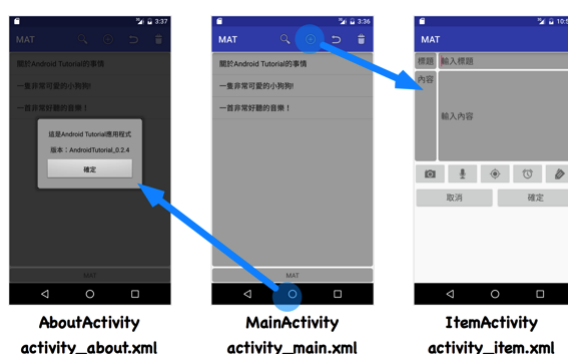 3:37
MAT
關於Android Tutorial的事情
一隻非常可愛的小狗狗!
一首非常好聽的音樂!
這是Android Tutorial應用程式
版本:AndroidTutorial_0.2.4
確定
MAT
AboutActivity
activity_about.xml
3:36
MAT
關於Android Tutorial的事情
一隻非常可愛的小狗狗!
一首非常好聽的音樂!
MAT
MainActivity
activity_main.xml
MAT
標題
輸入標題
內容
輸入內容
取消
確定
ItemActivity
activity_item.xml